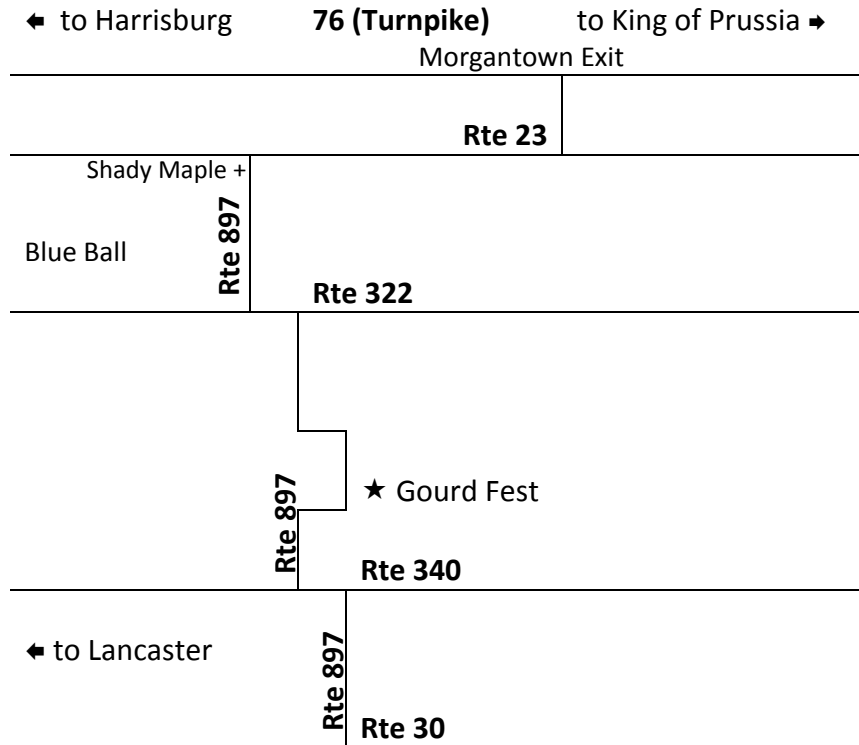 🡸 to Harrisburg 76 (Turnpike) to King of Prussia 🡺
Morgantown Exit
Rte 23
Shady Maple +
Rte 897
Blue Ball
Rte 322
★ Gourd Fest
Rte 897
Rte 340
🡸 to Lancaster
Rte 897
Rte 30